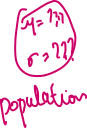 μ = ???
σ = ???
population